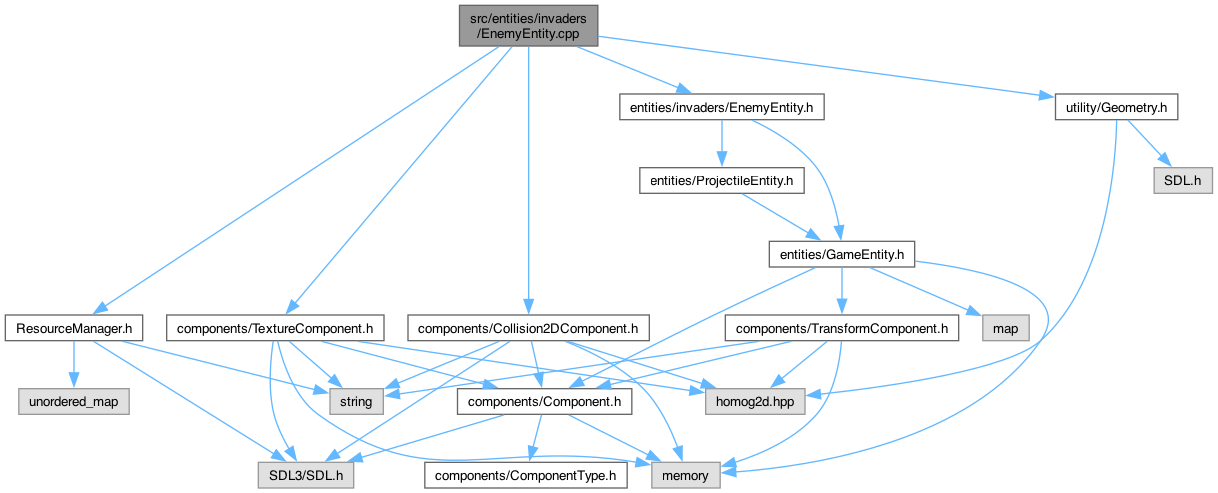 src/entities/invaders
/EnemyEntity.cpp
entities/invaders/EnemyEntity.h
utility/Geometry.h
entities/ProjectileEntity.h
SDL.h
entities/GameEntity.h
ResourceManager.h
components/TextureComponent.h
components/Collision2DComponent.h
components/TransformComponent.h
map
unordered_map
string
components/Component.h
homog2d.hpp
SDL3/SDL.h
components/ComponentType.h
memory